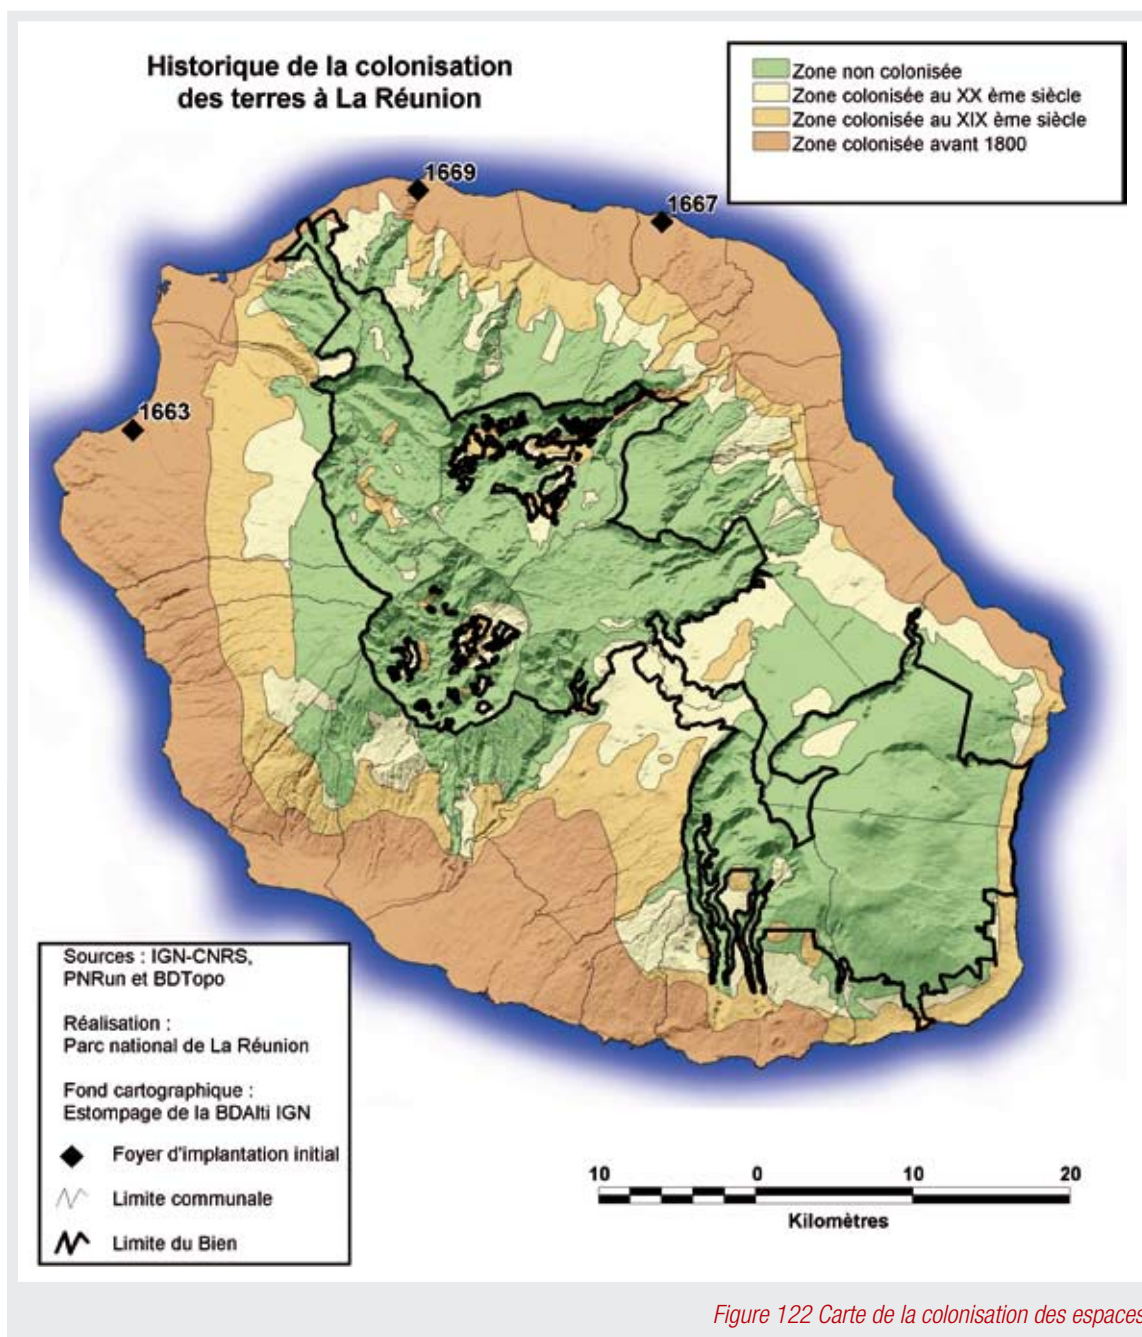 Historique de la colonisation
des terres à La Réunion
Zone non colonisée
Zone colonisée au XX ème siècle
Zone colonisée au XIX ème siècle
Zone colonisée avant 1800
1669
1667
1663
Sources : IGN-CNRS,
PNRun et BDTopo
Réalisation :
Parc national de La Réunion
Fond cartographique :
Estompage de la BDAlti IGN
Foyer d'implantation initial
Limite communale
Limite du Bien
10 0 10 20
Kilomètres
Figure 122 Carte de la colonisation des espaces